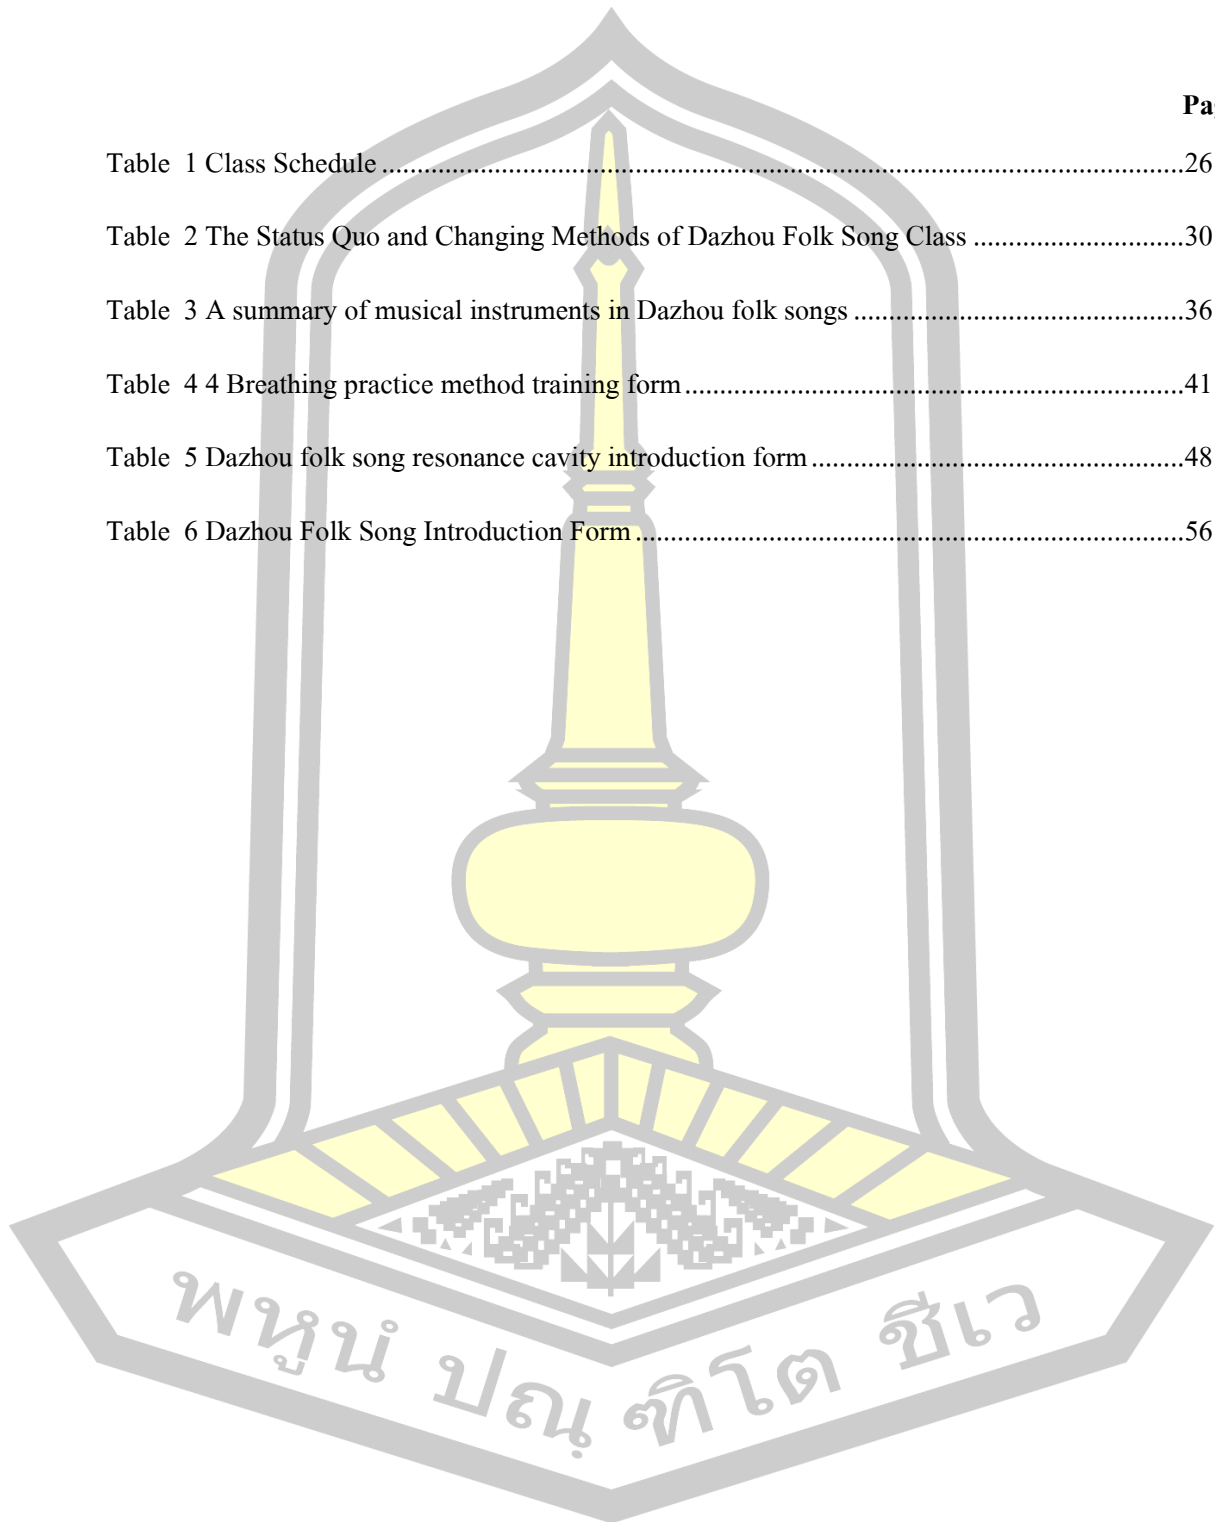 Pag
Table 1 Class Schedule ........................................................................................................................26
Table 2 The Status Quo and Changing Methods of Dazhou Folk Song Class ...............................30
Table 3 A summary of musical instruments in Dazhou folk songs .................................................36
Table 4 4 Breathing practice method training form ..........................................................................41
Table 5 Dazhou folk song resonance cavity introduction form .......................................................48
Table 6 Dazhou Folk Song Introduction Form .................................................................................56
พหูนํ ปณฺ ฑิโต ชีเว